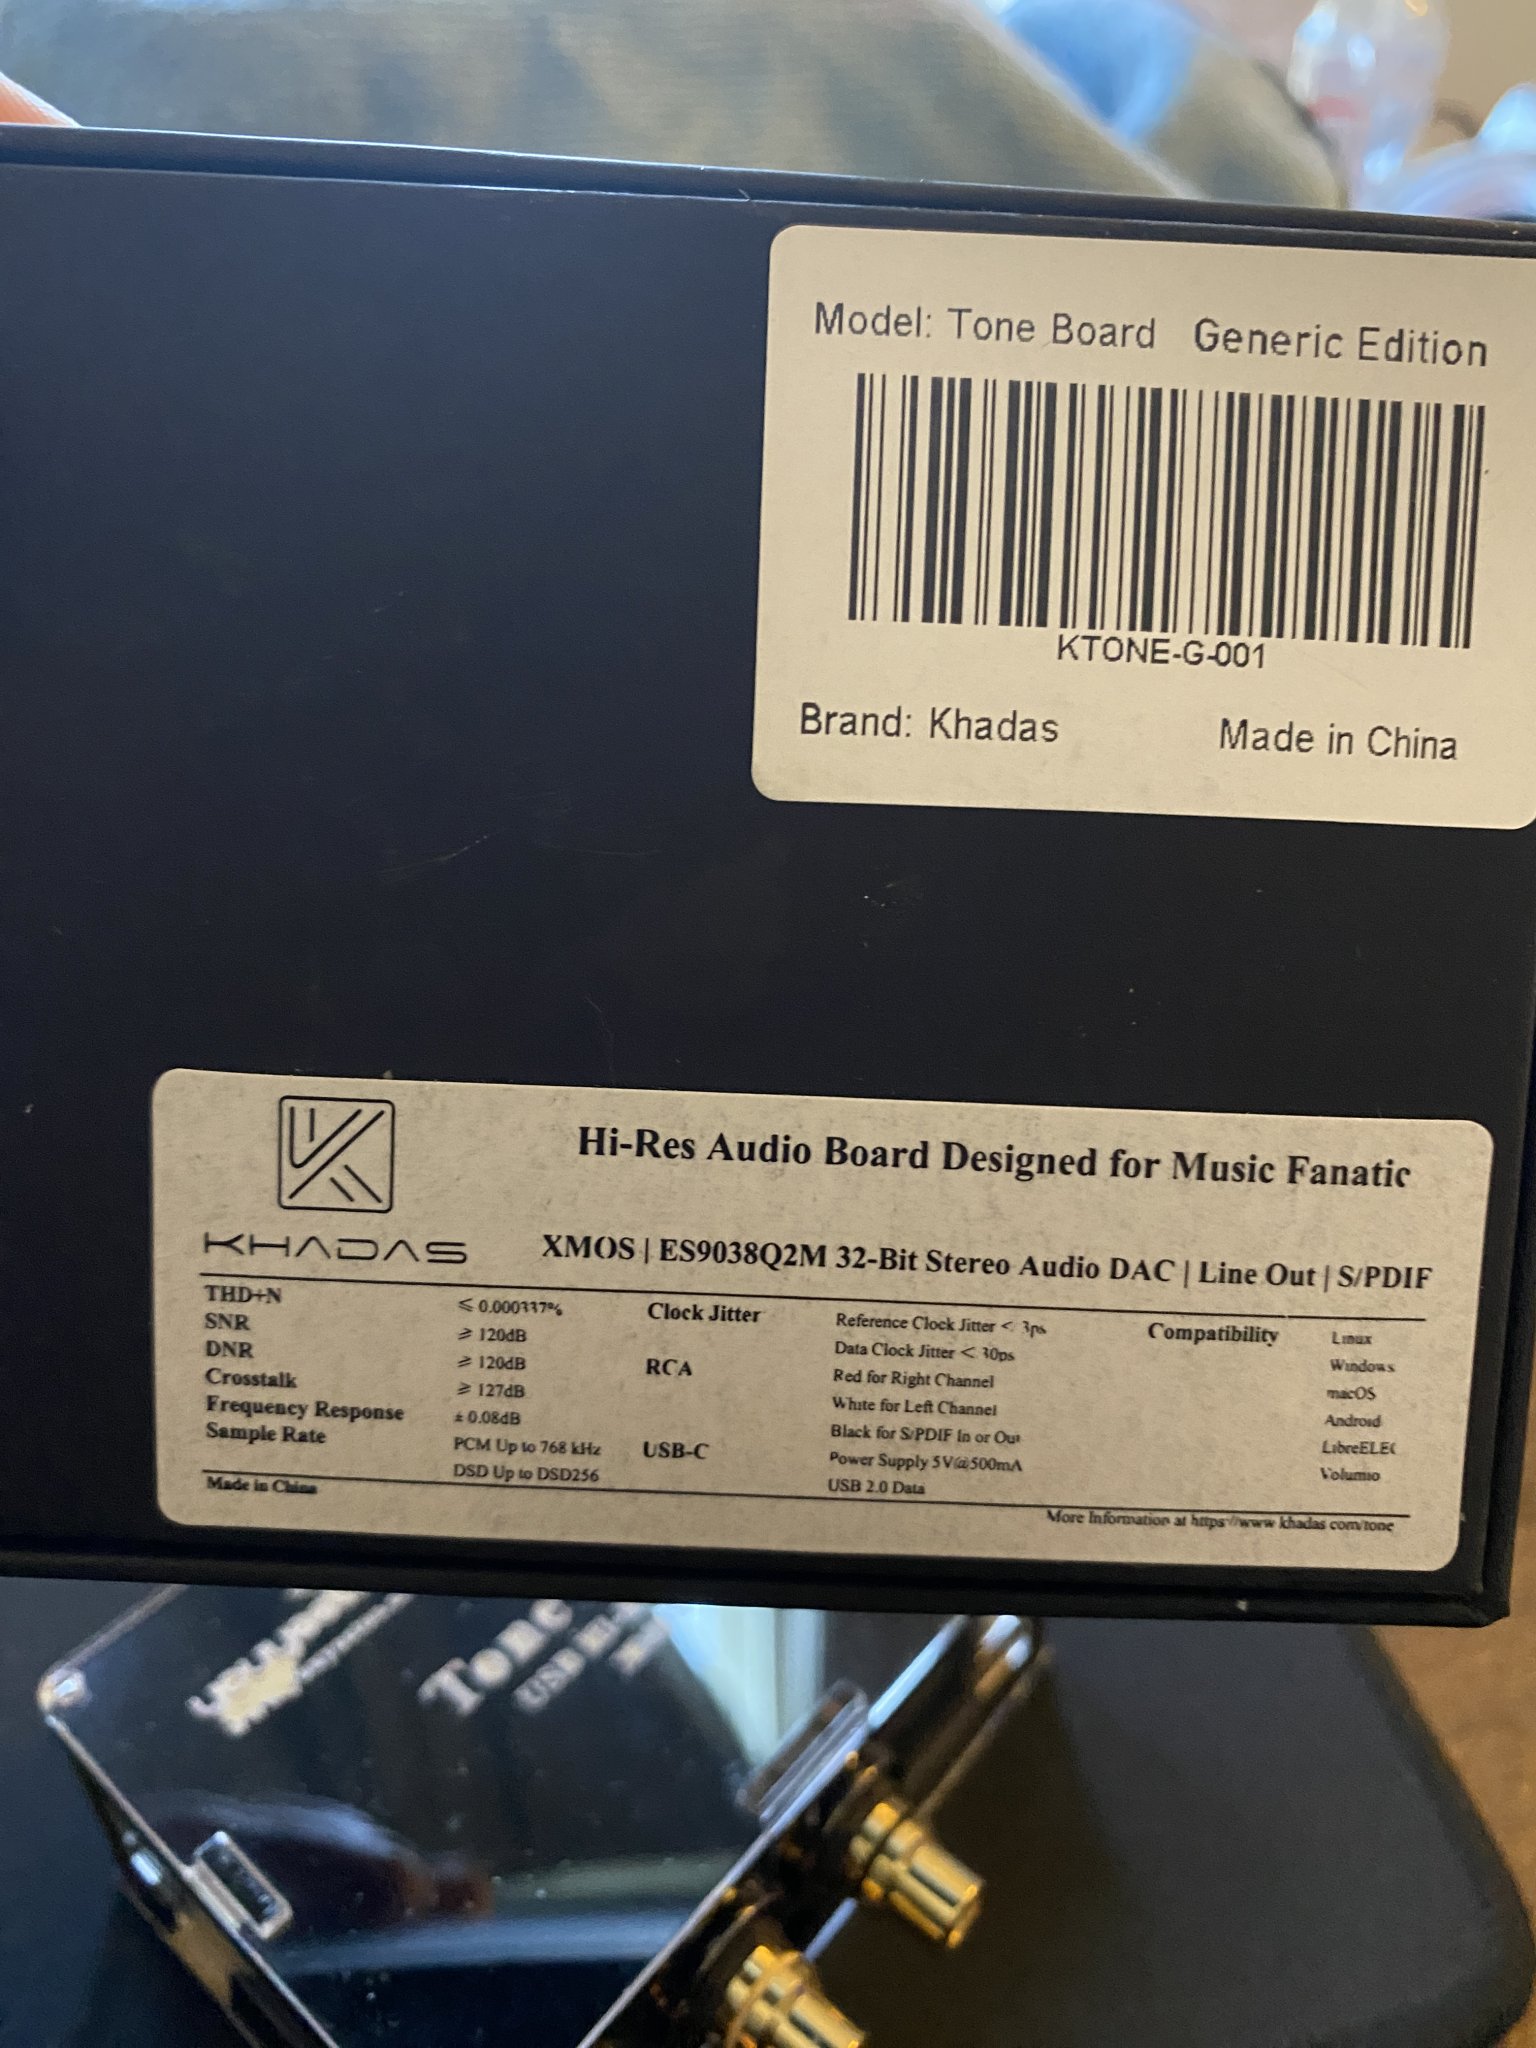 Model: Tone Board Generic Edition
KTONE-G-001
Brand: Khadas Made in China
KHADAS
Hi-Res Audio Board Designed for Music Fanatic
XMOS | ES9038Q2M 32-Bit Stereo Audio DAC | Line Out | S/PDIF
THD+N ≤ 0.000337%
SNR ≥ 120dB
DNR ≥ 120dB
Crosstalk ≥ 127dB
Frequency Response ± 0.08dB
Sample Rate PCM Up to 768 kHz
DSD Up to DSD256
Clock Jitter Reference Clock Jitter < 3ps
Data Clock Jitter < 30ps
RCA Red for Right Channel
White for Left Channel
Black for S/PDIF In or Out
USB-C Power Supply 5V@500mA
USB 2.0 Data
Compatibility Linux
Windows
macOS
Android
LibreELEC
Volumio
Made in China
More Information at https://www.khadas.com/tone
Tone
USB